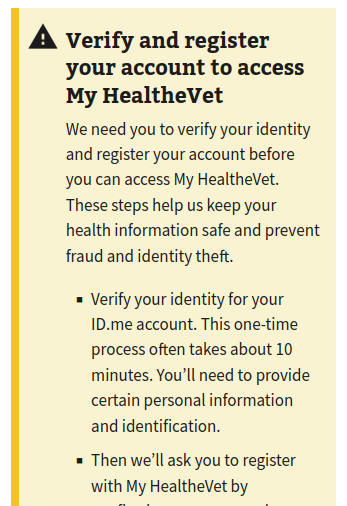 Verify and register
your account to access
My HealtheVet
We need you to verify your identity
and register your account before
you can access My HealtheVet.
These steps help us keep your
health information safe and prevent
fraud and identity theft.
▪ Verify your identity for your
ID.me account. This one-time
process often takes about 10
minutes. You’ll need to provide
certain personal information
and identification.
▪ Then we’ll ask you to register
with My HealtheVet by